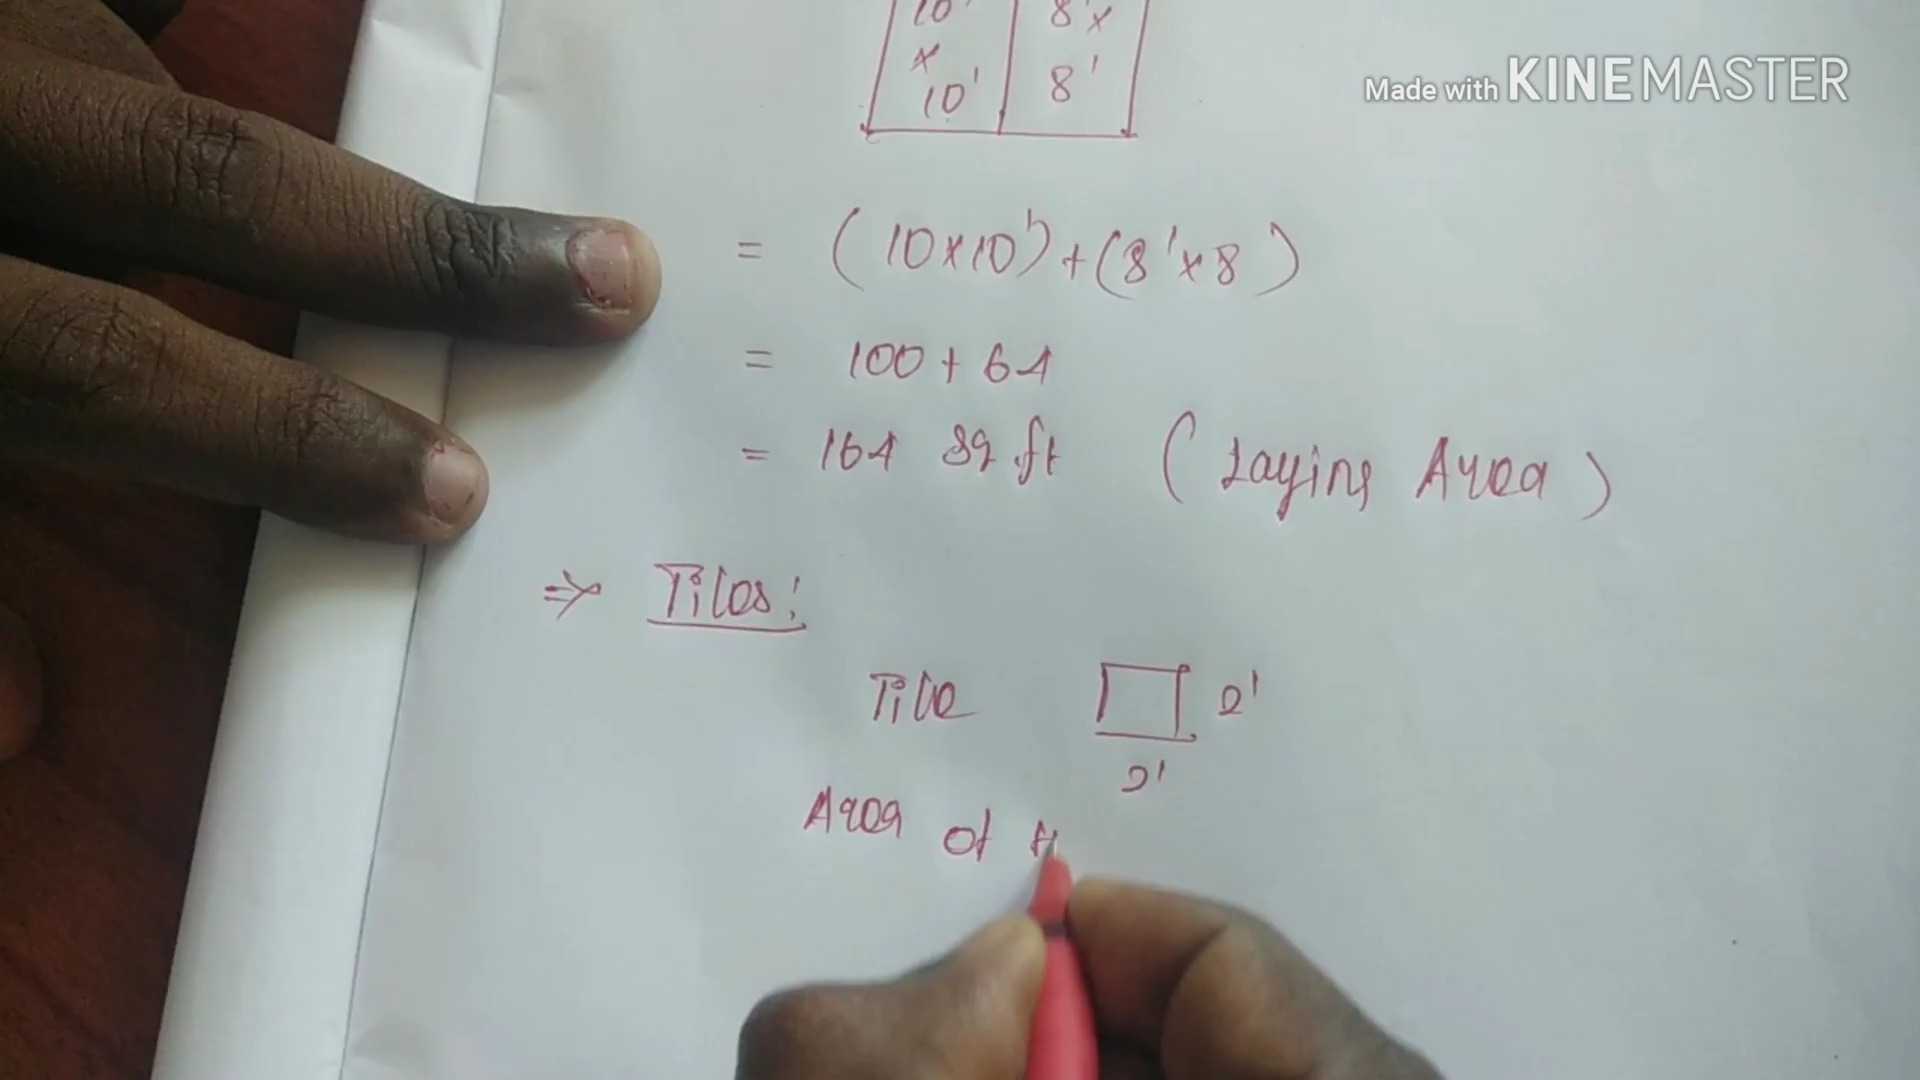 10' 8'x
x
10' 8'
Made with KINEMASTER
= (10x10')+(8'x8)
= 100 + 64
= 164 sq.ft (Laying Area)
⇒ Tiles:
Tile 2'
2'
Area of